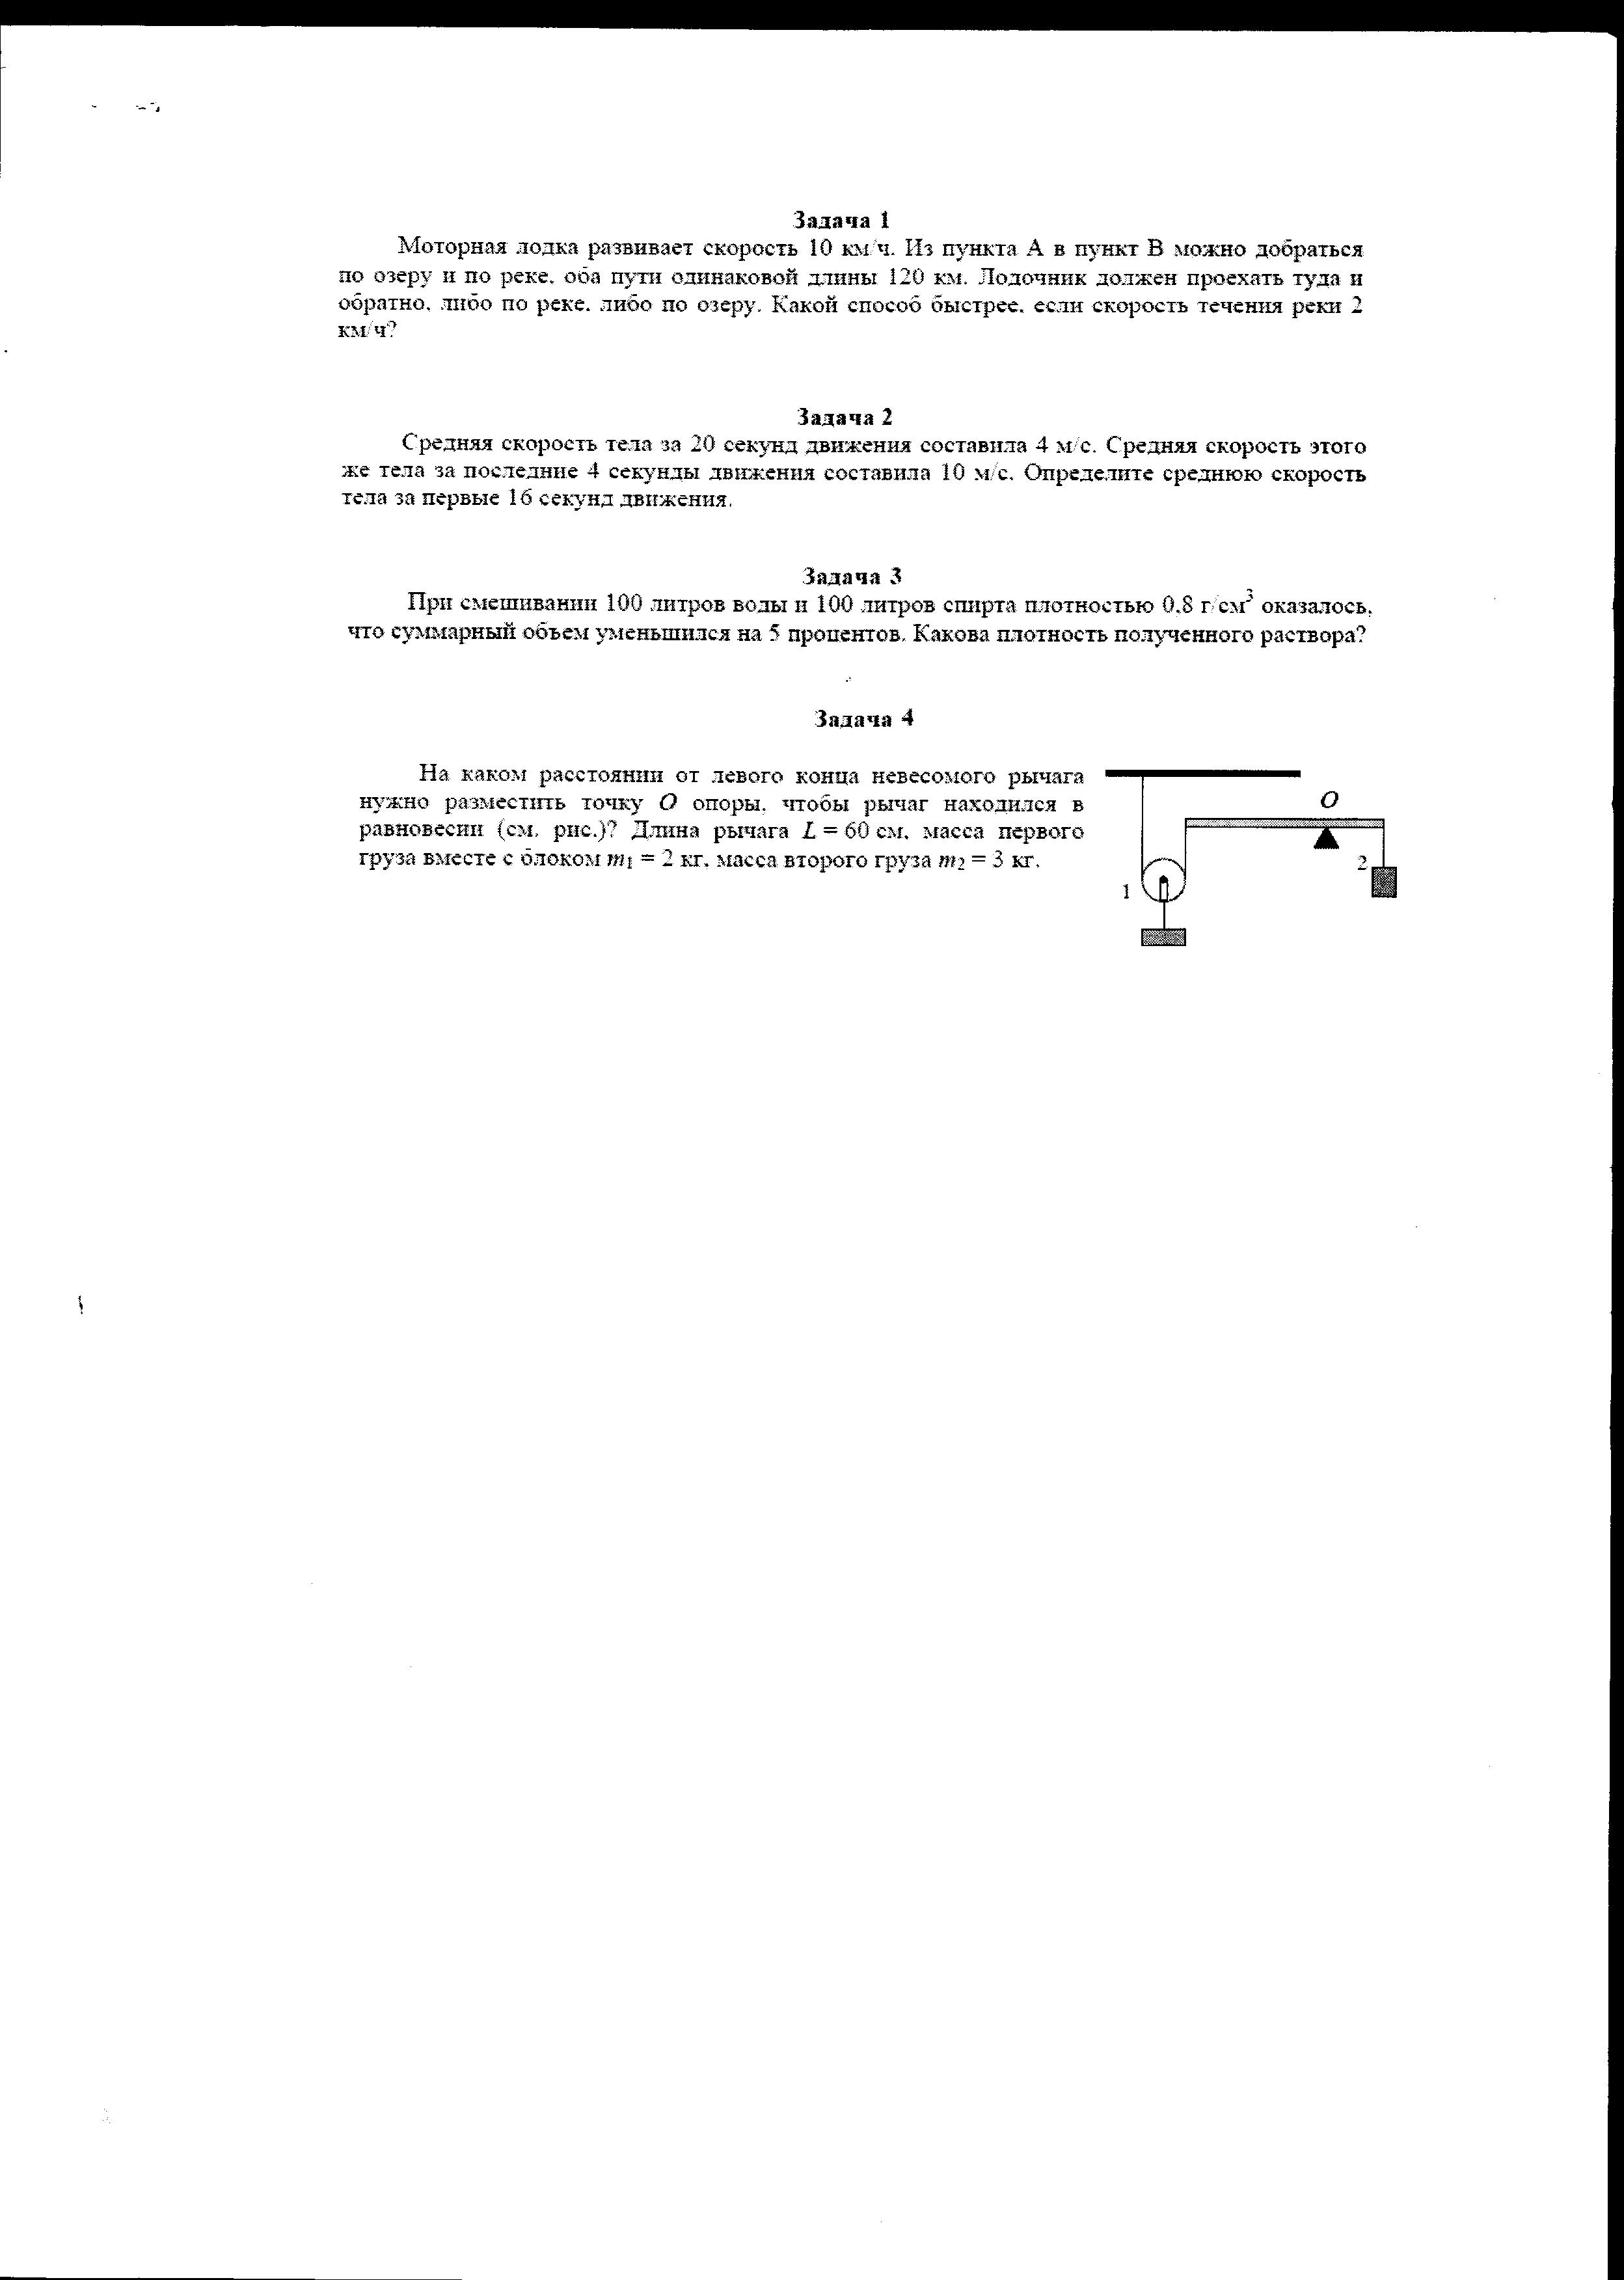 Задача 1
Моторная лодка развивает скорость 10 км/ч. Из пункта А в пункт В можно добраться
по озеру и по реке, оба пути одинаковой длины 120 км. Лодочник должен проехать туда и
обратно, либо по реке, либо по озеру. Какой способ быстрее, если скорость течения реки 2
км/ч?
Задача 2
Средняя скорость тела за 20 секунд движения составила 4 м/с. Средняя скорость этого
же тела за последние 4 секунды движения составила 10 м/с. Определите среднюю скорость
тела за первые 16 секунд движения.
Задача 3
При смешивании 100 литров воды и 100 литров спирта плотностью 0,8 г/см³ оказалось,
что суммарный объем уменьшился на 5 процентов. Какова плотность полученного раствора?
Задача 4
На каком расстоянии от левого конца невесомого рычага
нужно разместить точку O опоры, чтобы рычаг находился в
равновесии (см. рис.)? Длина рычага L = 60 см, масса первого
груза вместе с блоком m₁ = 2 кг, масса второго груза m₂ = 3 кг.
O
2
1